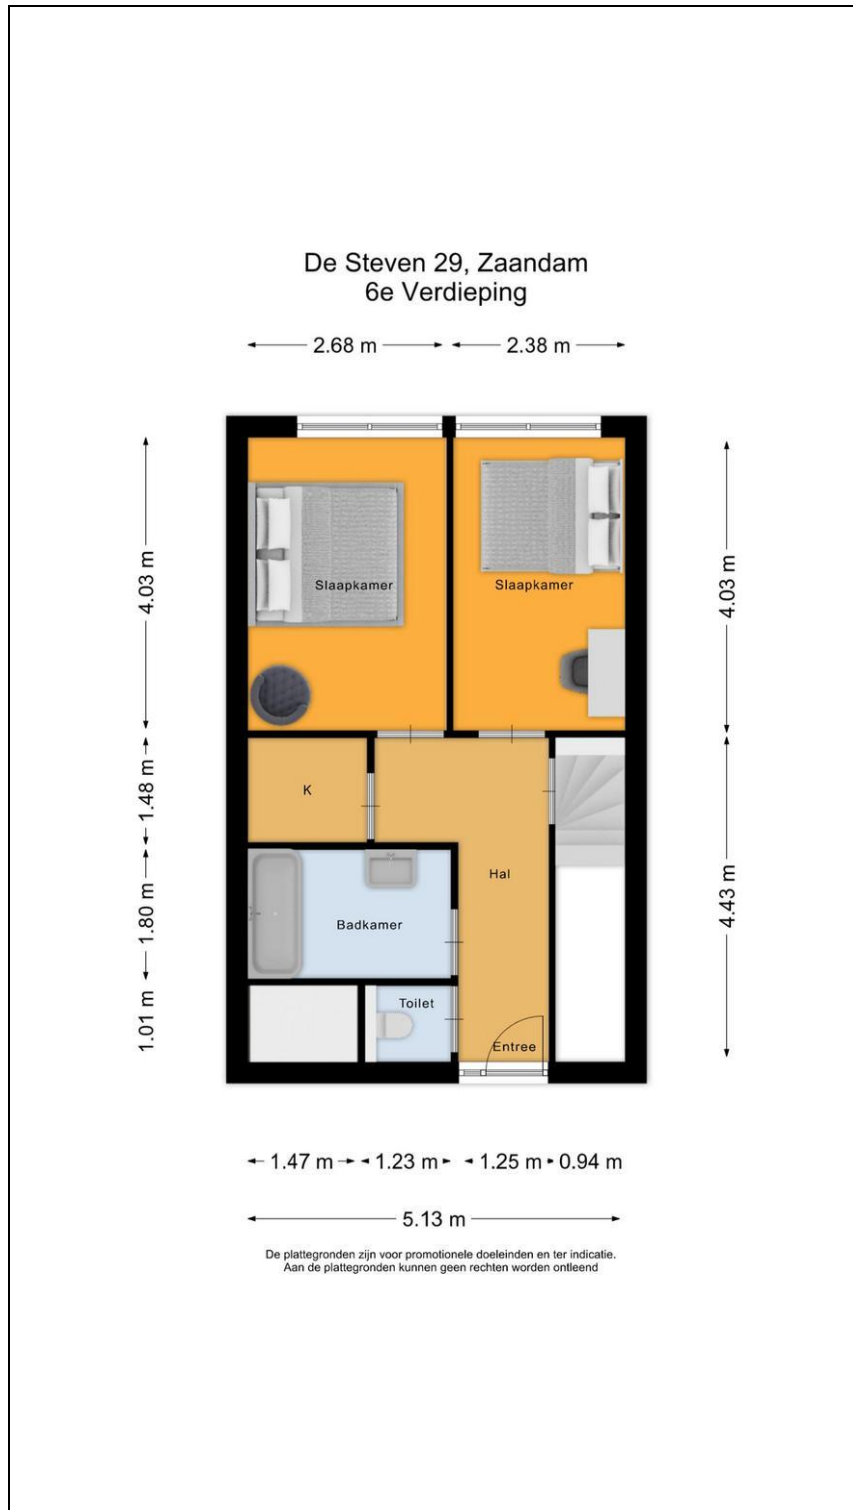 De Steven 29, Zaandam
6e Verdieping
2.68 m 2.38 m
4.03 m
4.03 m
Slaapkamer Slaapkamer
1.48 m
K
Hal
4.43 m
1.80 m
Badkamer
1.01 m
Toilet
Entree
1.47 m 1.23 m 1.25 m 0.94 m
5.13 m
De plattegronden zijn voor promotionele doeleinden en ter indicatie.
Aan de plattegronden kunnen geen rechten worden ontleend